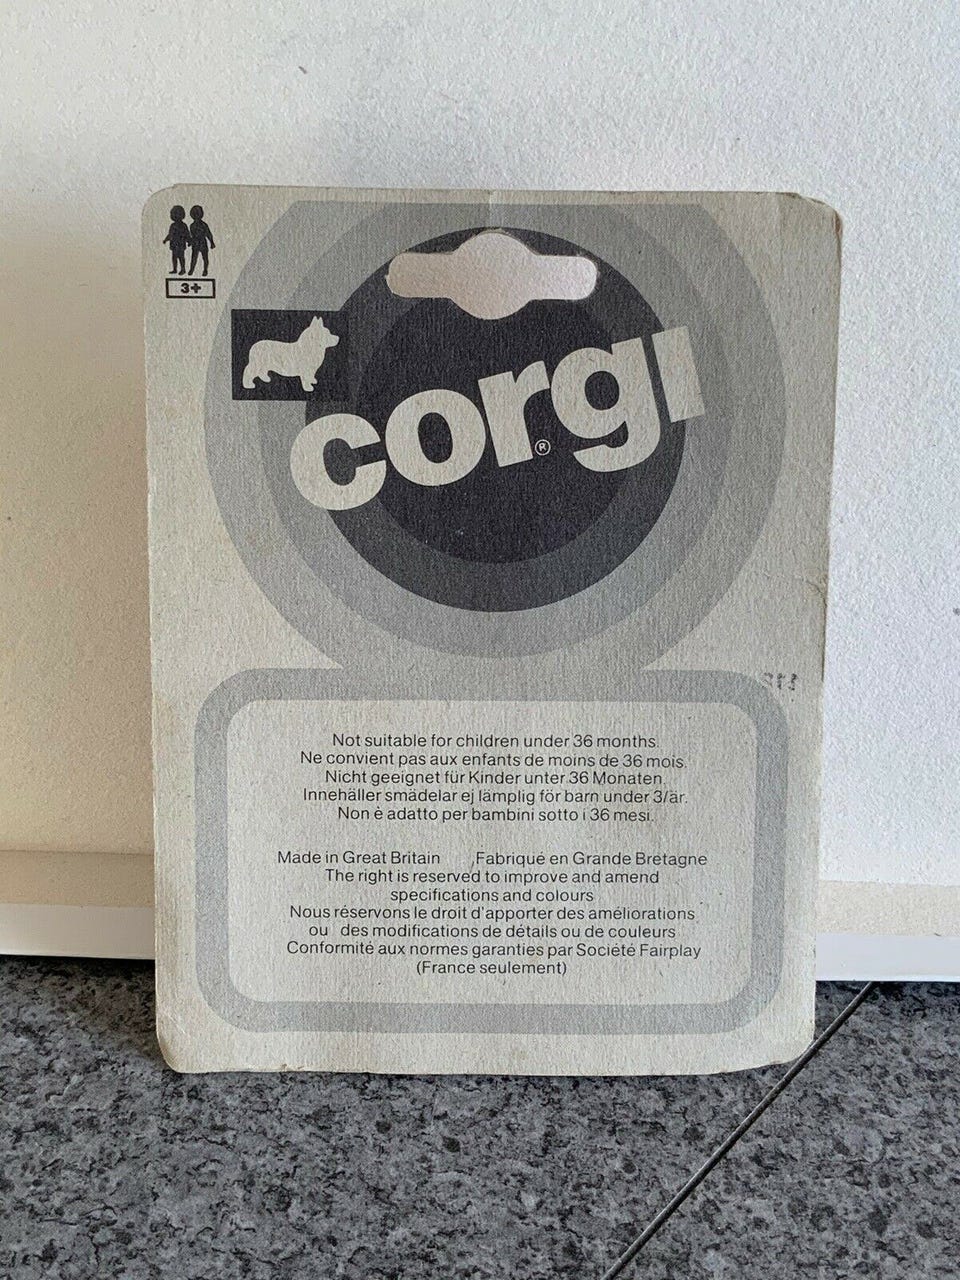 3+
corgi
®
Not suitable for children under 36 months.
Ne convient pas aux enfants de moins de 36 mois.
Nicht geeignet für Kinder unter 36 Monaten.
Innehäller smädelar ej lämplig för barn under 3/är.
Non è adatto per bambini sotto i 36 mesi.
Made in Great Britain Fabriqué en Grande Bretagne
The right is reserved to improve and amend
specifications and colours
Nous réservons le droit d'apporter des améliorations
ou des modifications de détails ou de couleurs
Conformité aux normes garanties par Société Fairplay
(France seulement)